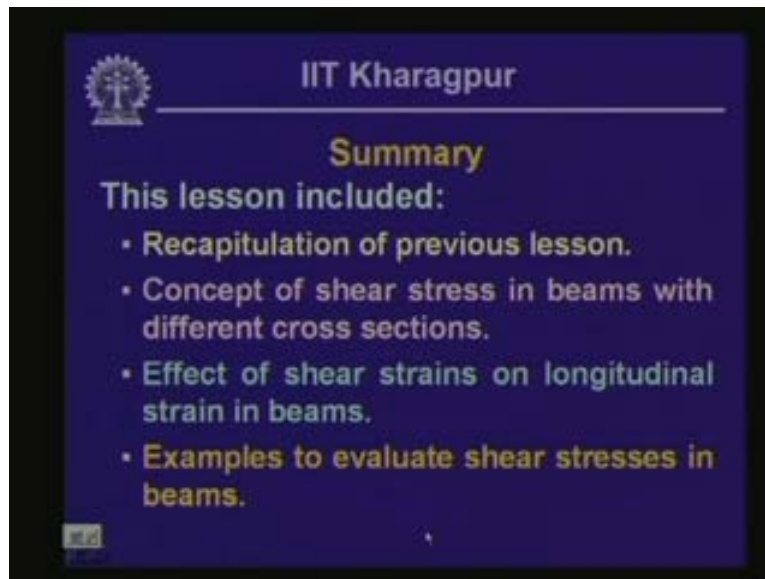 IIT Kharagpur
Summary
This lesson included:
• Recapitulation of previous lesson.
• Concept of shear stress in beams with
different cross sections.
• Effect of shear strains on longitudinal
strain in beams.
• Examples to evaluate shear stresses in
beams.